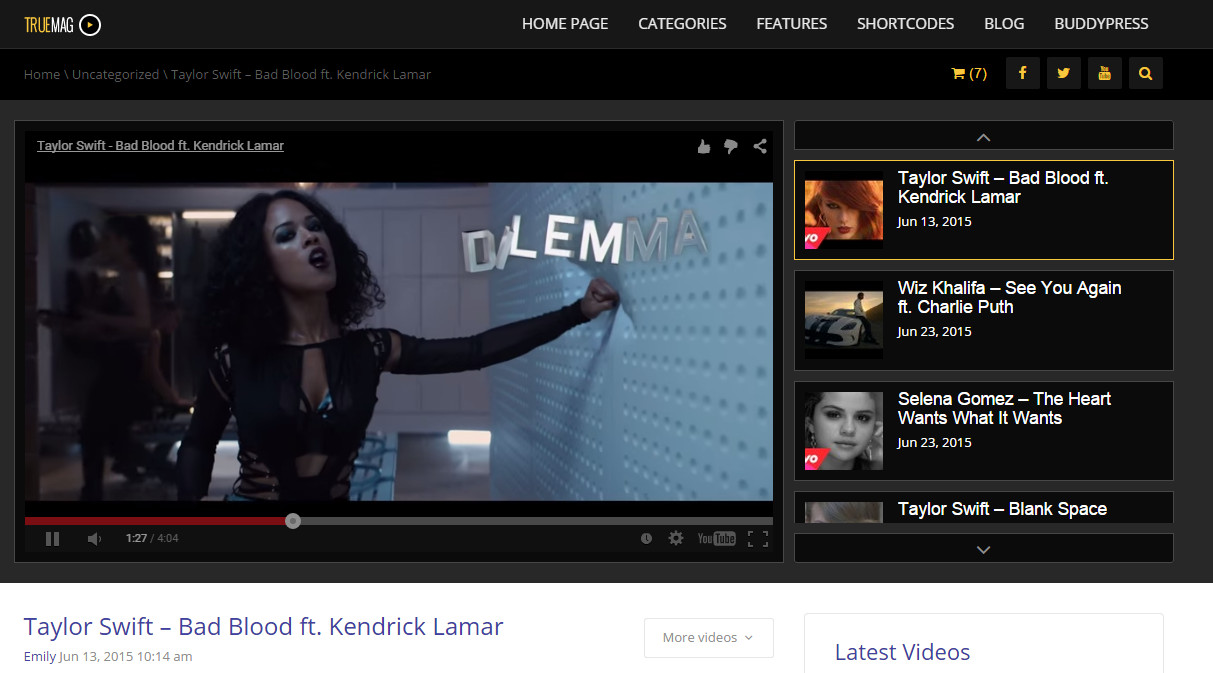 TRUEMAG
HOME PAGE CATEGORIES FEATURES SHORTCODES BLOG BUDDYPRESS
Home \ Uncategorized \ Taylor Swift – Bad Blood ft. Kendrick Lamar
(7)
Taylor Swift - Bad Blood ft. Kendrick Lamar
DILEMMA
1:27 / 4:04
YouTube
Taylor Swift – Bad Blood ft.
Kendrick Lamar
Jun 13, 2015
Wiz Khalifa – See You Again
ft. Charlie Puth
Jun 23, 2015
Selena Gomez – The Heart
Wants What It Wants
Jun 23, 2015
Taylor Swift – Blank Space
Taylor Swift – Bad Blood ft. Kendrick Lamar
Emily Jun 13, 2015 10:14 am
More videos
Latest Videos